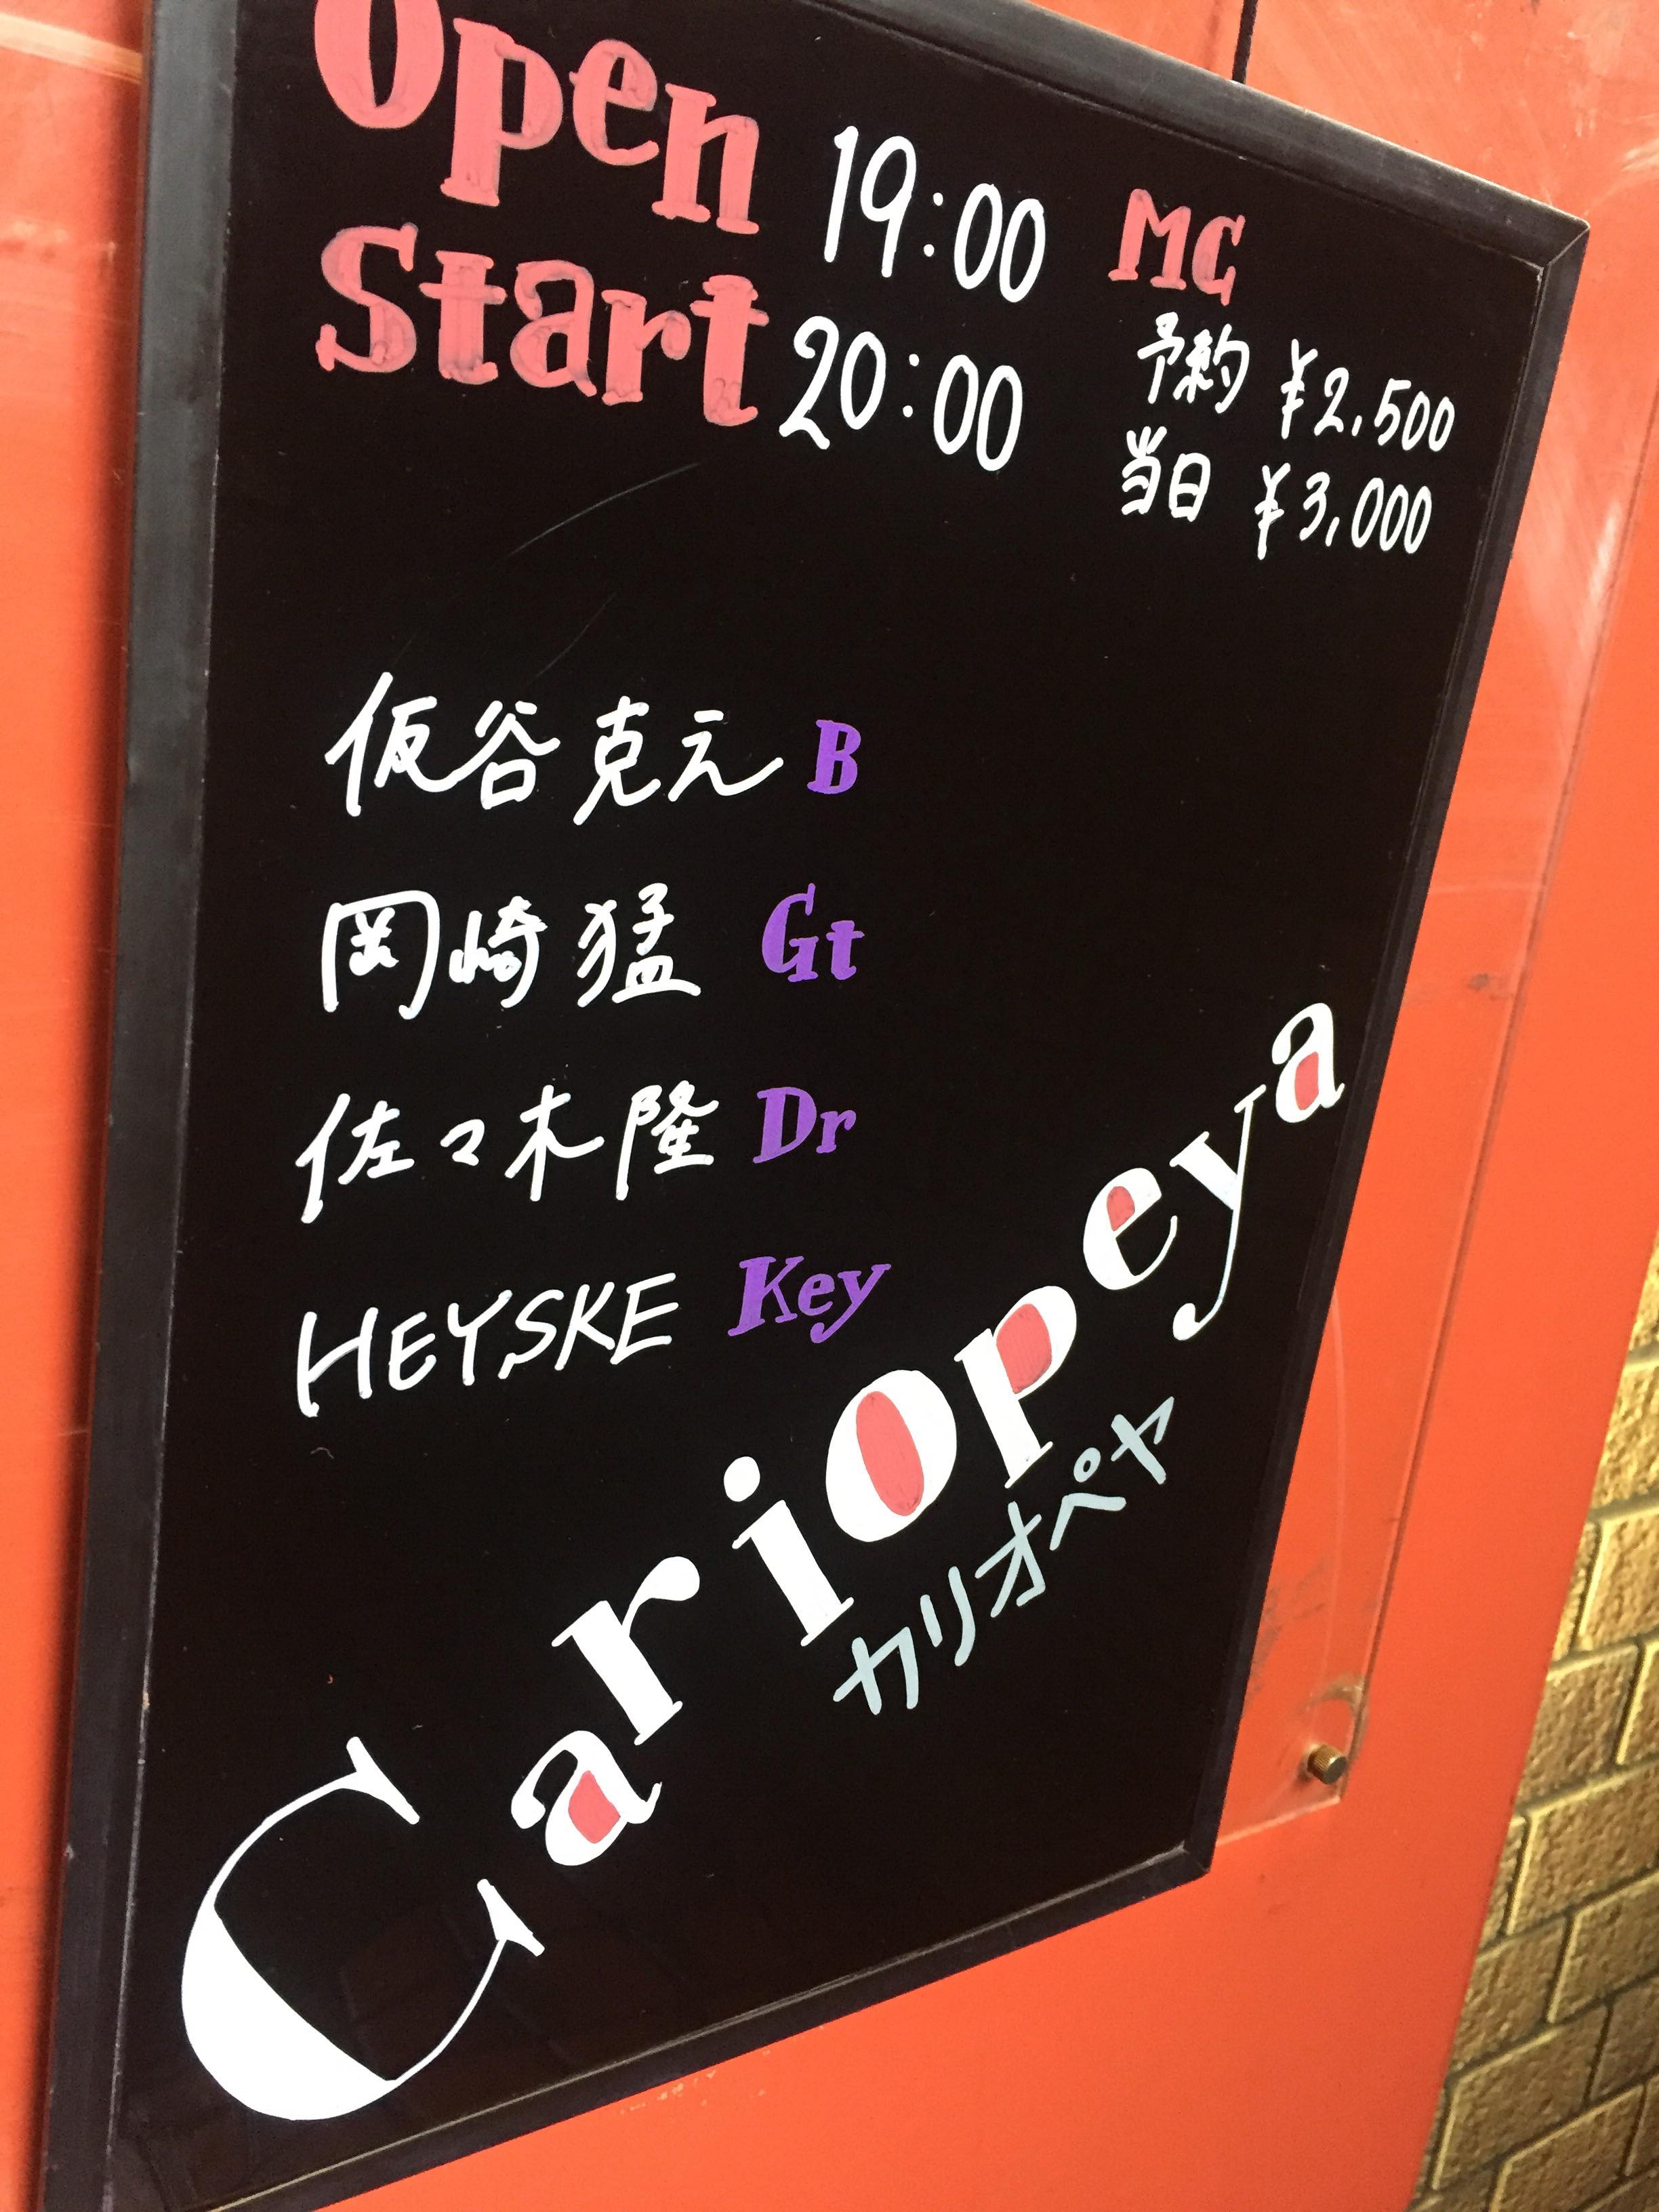 Open 19:00
Start 20:00
MC
予約 ¥2,500
当日 ¥3,000
仮谷克之 B
岡崎猛 Gt
佐々木隆 Dr
HEYSKE Key
Cariopeya
カリオペヤ